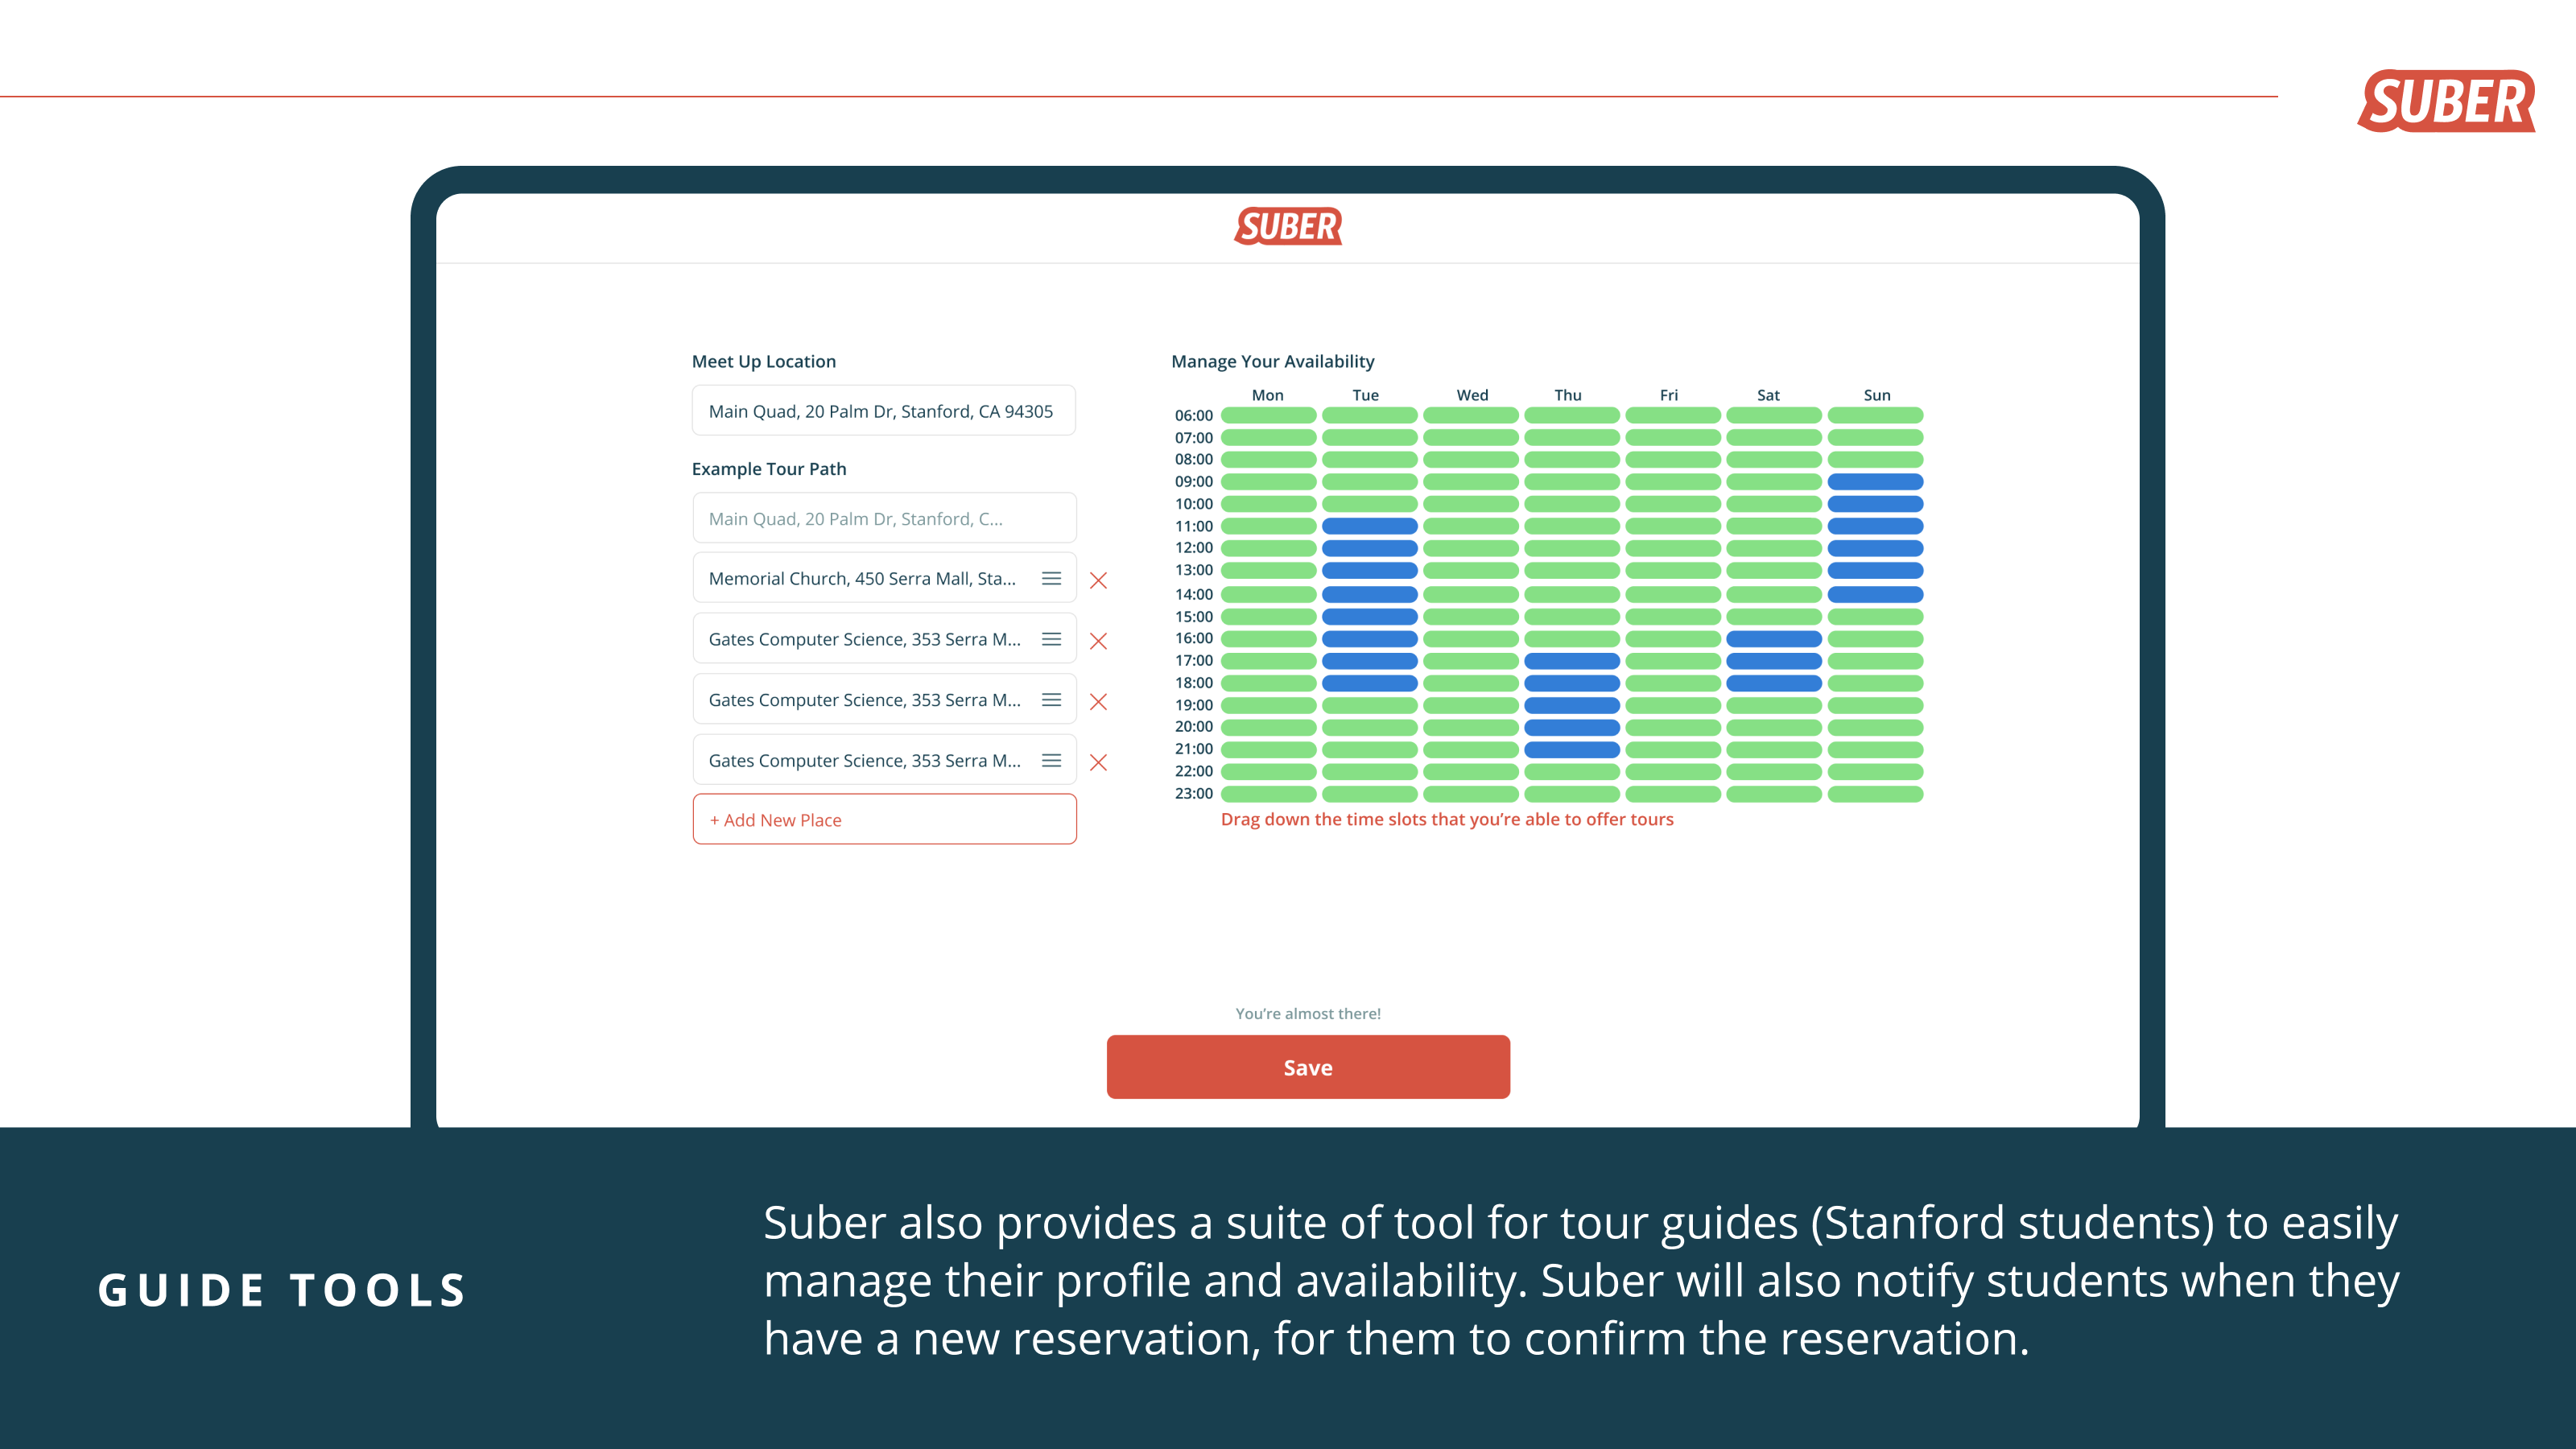 SUBER
SUBER
Meet Up Location
Main Quad, 20 Palm Dr, Stanford, CA 94305
Example Tour Path
Main Quad, 20 Palm Dr, Stanford, C...
Memorial Church, 450 Serra Mall, Sta...
Gates Computer Science, 353 Serra M...
Gates Computer Science, 353 Serra M...
Gates Computer Science, 353 Serra M...
+ Add New Place
Manage Your Availability
Mon Tue Wed Thu Fri Sat Sun
06:00
07:00
08:00
09:00
10:00
11:00
12:00
13:00
14:00
15:00
16:00
17:00
18:00
19:00
20:00
21:00
22:00
23:00
Drag down the time slots that you’re able to offer tours
You’re almost there!
Save
GUIDE TOOLS
Suber also provides a suite of tool for tour guides (Stanford students) to easily
manage their profile and availability. Suber will also notify students when they
have a new reservation, for them to confirm the reservation.